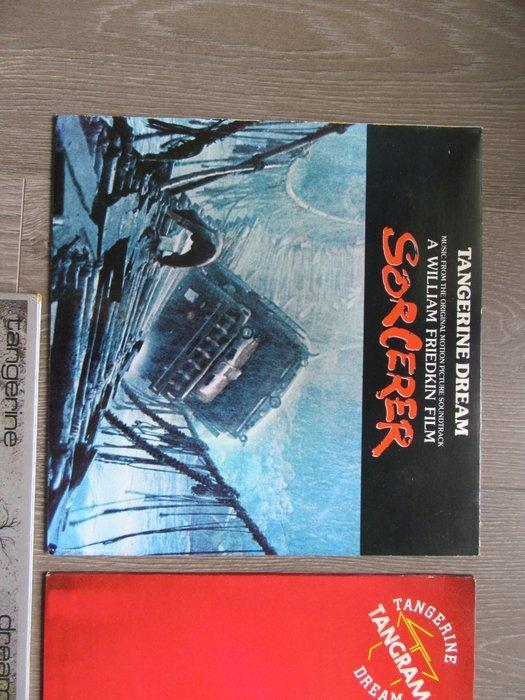 TANGERINE DREAM
MUSIC FROM THE ORIGINAL MOTION PICTURE SOUNDTRACK
A WILLIAM FRIEDKIN FILM
SORCERER
tangerine
dream
TANGERINE
TANGRAM
DREAM